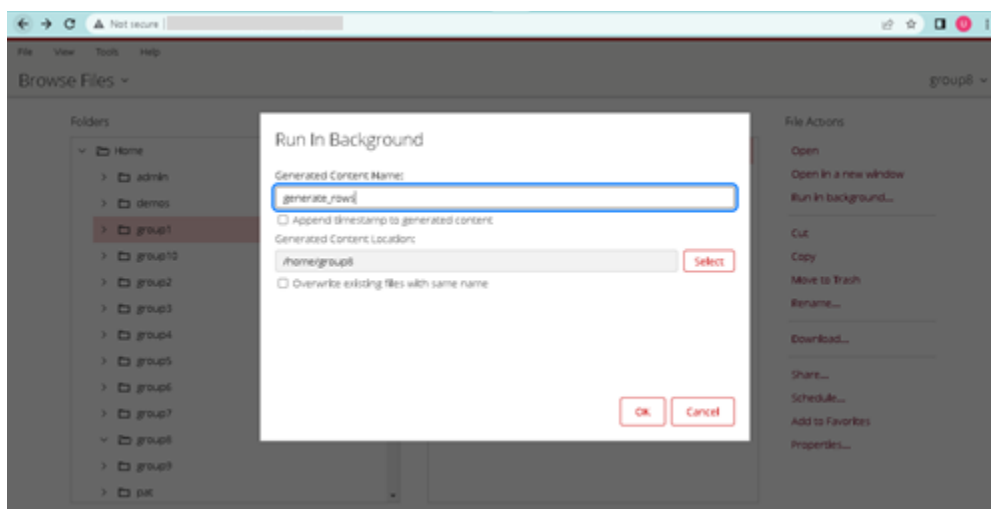 Not secure
File View Tools Help
Browse Files
group8
Folders
Home
admin
demos
group1
group10
group2
group3
group4
group5
group6
group7
group8
group9
pat
Run In Background
Generated Content Name:
generate_rows
Append timestamp to generated content
Generated Content Location:
/home/group8
Select
Overwrite existing files with same name
OK
Cancel
File Actions
Open
Open in a new window
Run in background...
Cut
Copy
Move to Trash
Rename...
Download...
Share...
Schedule...
Add to Favorites
Properties...